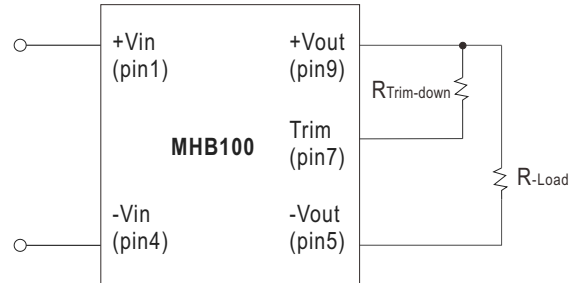 +Vin
(pin1)
+Vout
(pin9)
RTrim-down
Trim
(pin7)
MHB100
R-Load
-Vin
(pin4)
-Vout
(pin5)